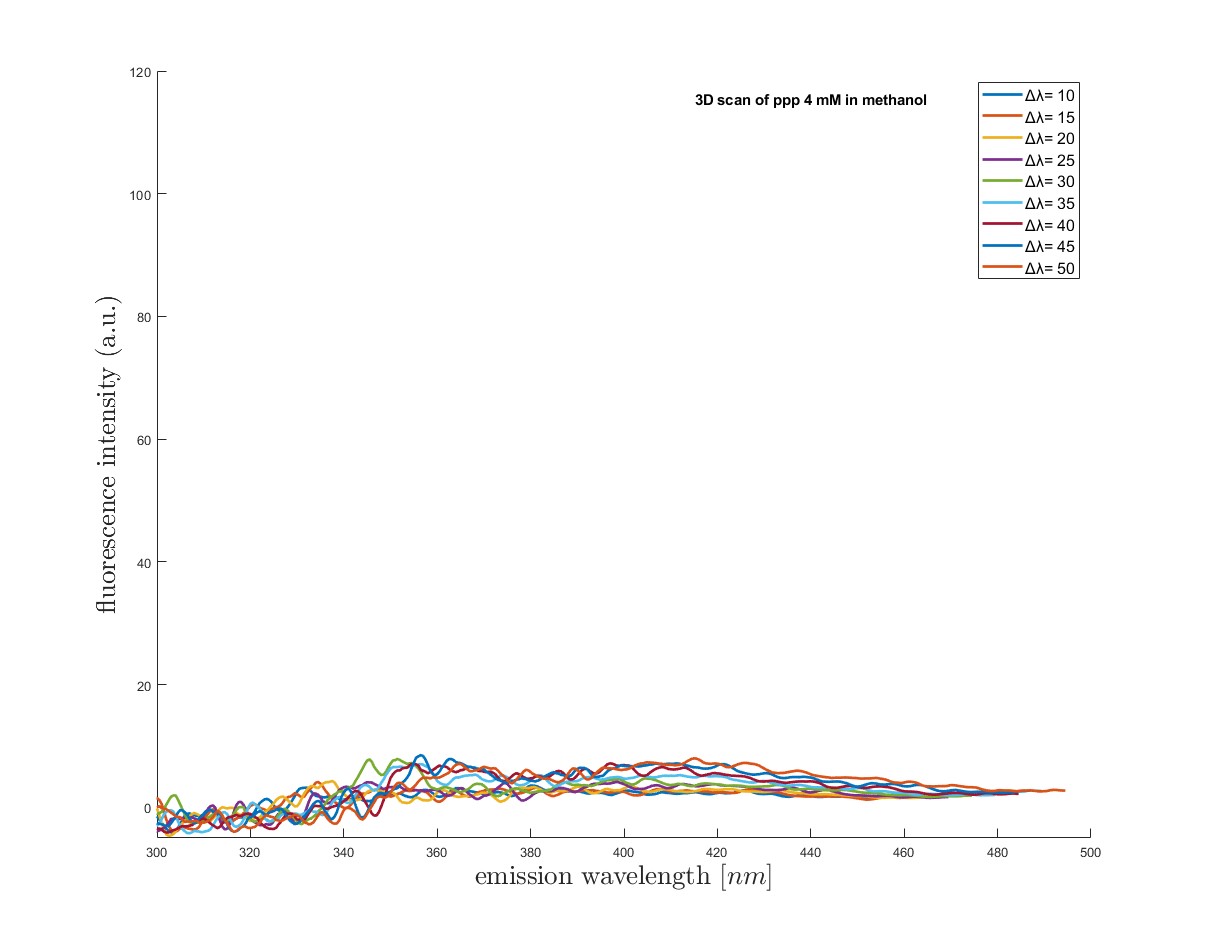 3D scan of ppp 4 mM in methanol
Δλ= 10
Δλ= 15
Δλ= 20
Δλ= 25
Δλ= 30
Δλ= 35
Δλ= 40
Δλ= 45
Δλ= 50
fluorescence intensity (a.u.)
120
100
80
60
40
20
0
300 320 340 360 380 400 420 440 460 480 500
emission wavelength [nm]